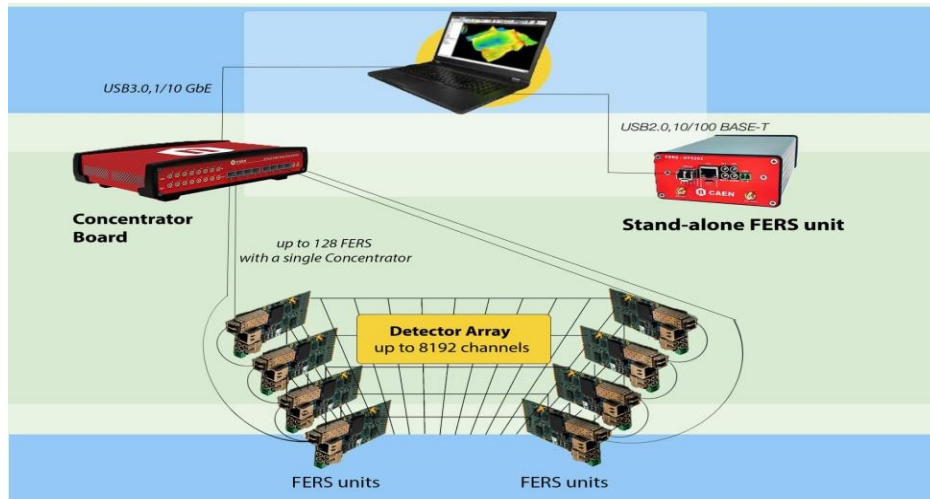 USB3.0,1/10 GbE
USB2.0,10/100 BASE-T
CAEN
Concentrator
Board
Stand-alone FERS unit
up to 128 FERS
with a single Concentrator
Detector Array
up to 8192 channels
FERS units
FERS units